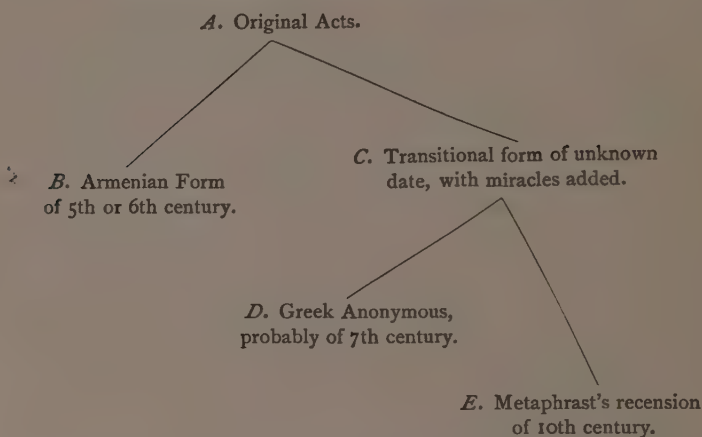 A. Original Acts.
C. Transitional form of unknown
date, with miracles added.
B. Armenian Form
of 5th or 6th century.
D. Greek Anonymous,
probably of 7th century.
E. Metaphrast's recension
of 10th century.